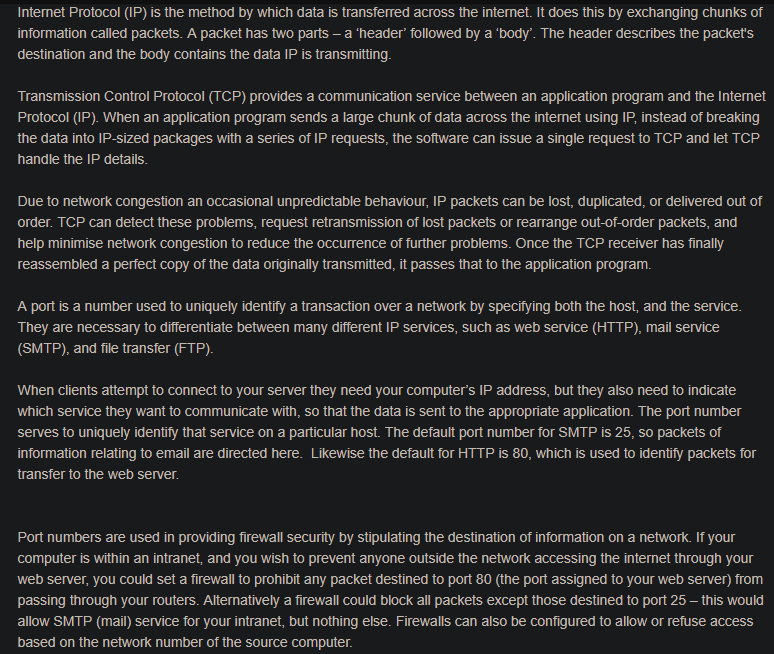 Internet Protocol (IP) is the method by which data is transferred across the internet. It does this by exchanging chunks of
information called packets. A packet has two parts – a ‘header’ followed by a ‘body’. The header describes the packet's
destination and the body contains the data IP is transmitting.
Transmission Control Protocol (TCP) provides a communication service between an application program and the Internet
Protocol (IP). When an application program sends a large chunk of data across the internet using IP, instead of breaking
the data into IP-sized packages with a series of IP requests, the software can issue a single request to TCP and let TCP
handle the IP details.
Due to network congestion an occasional unpredictable behaviour, IP packets can be lost, duplicated, or delivered out of
order. TCP can detect these problems, request retransmission of lost packets or rearrange out-of-order packets, and
help minimise network congestion to reduce the occurrence of further problems. Once the TCP receiver has finally
reassembled a perfect copy of the data originally transmitted, it passes that to the application program.
A port is a number used to uniquely identify a transaction over a network by specifying both the host, and the service.
They are necessary to differentiate between many different IP services, such as web service (HTTP), mail service
(SMTP), and file transfer (FTP).
When clients attempt to connect to your server they need your computer’s IP address, but they also need to indicate
which service they want to communicate with, so that the data is sent to the appropriate application. The port number
serves to uniquely identify that service on a particular host. The default port number for SMTP is 25, so packets of
information relating to email are directed here.  Likewise the default for HTTP is 80, which is used to identify packets for
transfer to the web server.
Port numbers are used in providing firewall security by stipulating the destination of information on a network. If your
computer is within an intranet, and you wish to prevent anyone outside the network accessing the internet through your
web server, you could set a firewall to prohibit any packet destined to port 80 (the port assigned to your web server) from
passing through your routers. Alternatively a firewall could block all packets except those destined to port 25 – this would
allow SMTP (mail) service for your intranet, but nothing else. Firewalls can also be configured to allow or refuse access
based on the network number of the source computer.